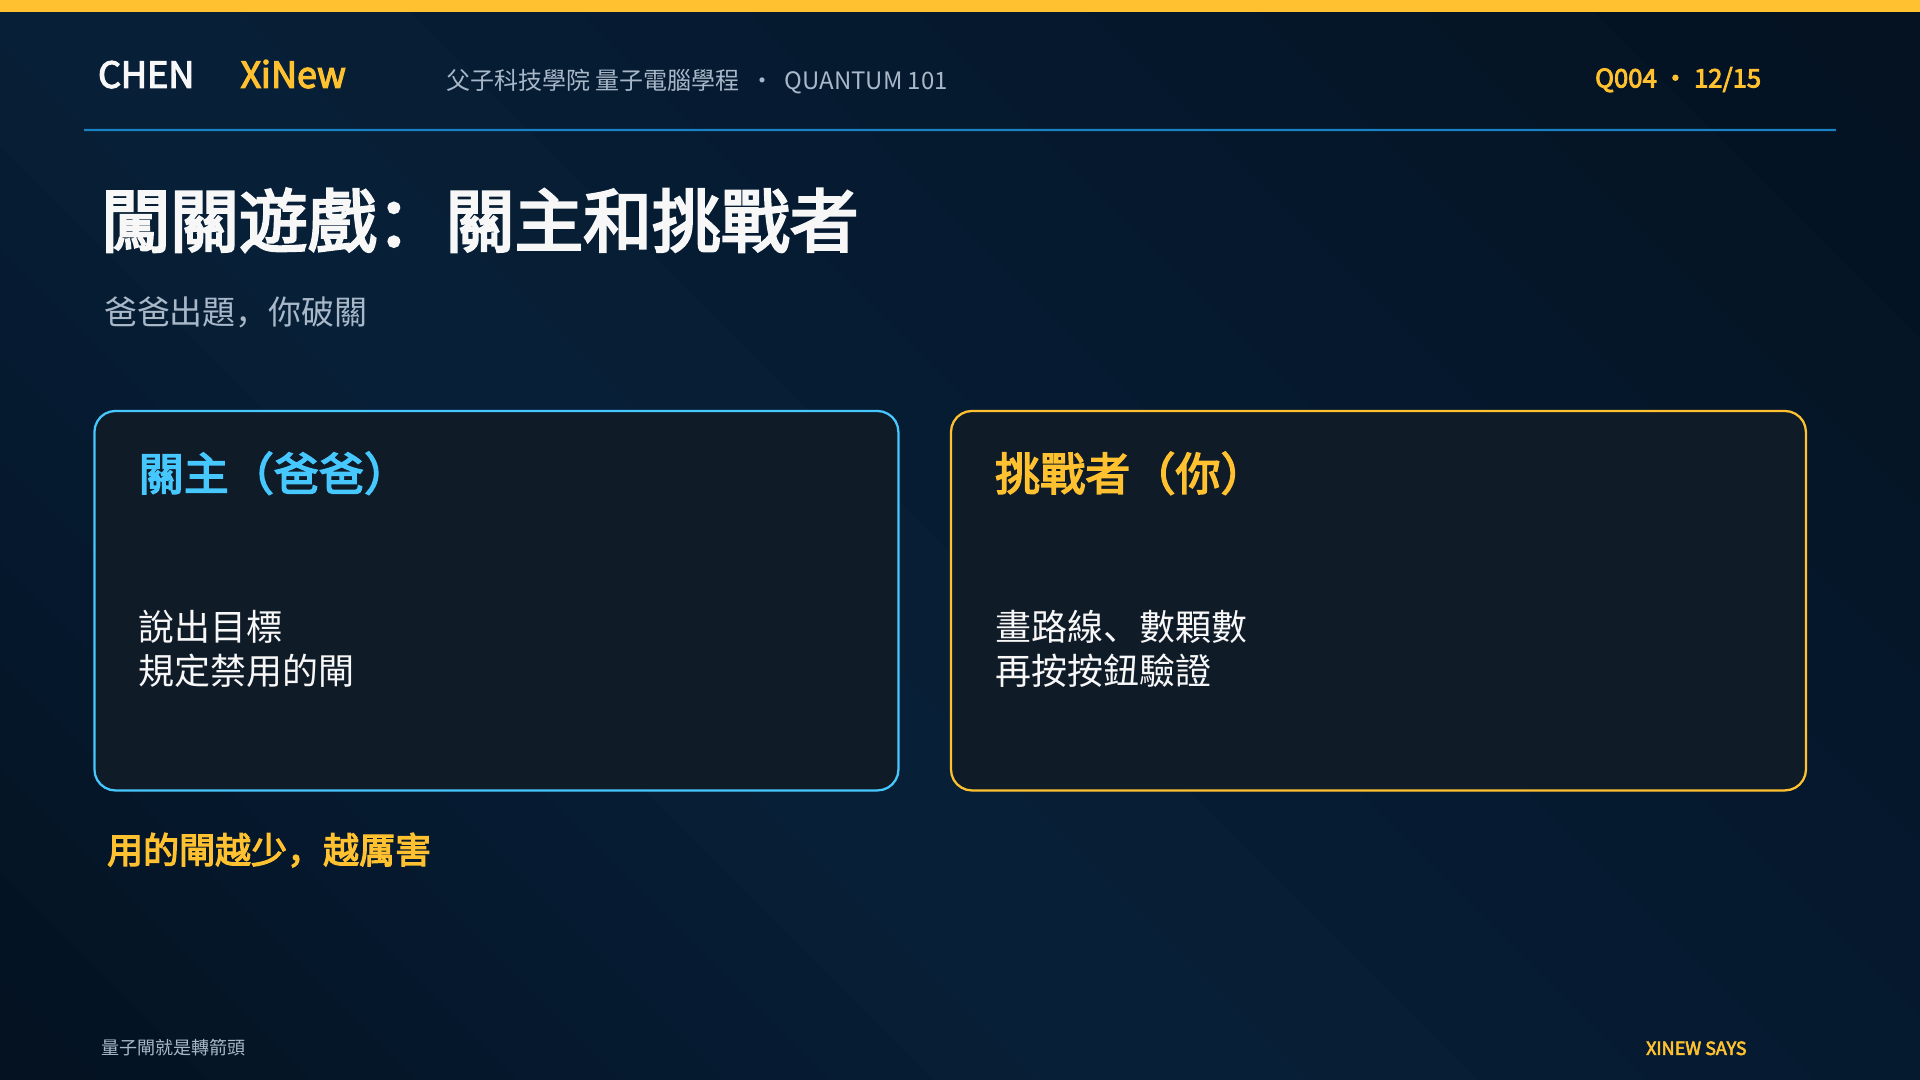 CHEN XiNew 父子科技學院 量子電腦學程 · QUANTUM 101 Q004 · 12/15
闖關遊戲：關主和挑戰者
爸爸出題，你破關
關主（爸爸）
說出目標
規定禁用的閘
挑戰者（你）
畫路線、數顆數
再按按鈕驗證
用的閘越少，越厲害
量子閘就是轉箭頭
XINEW SAYS